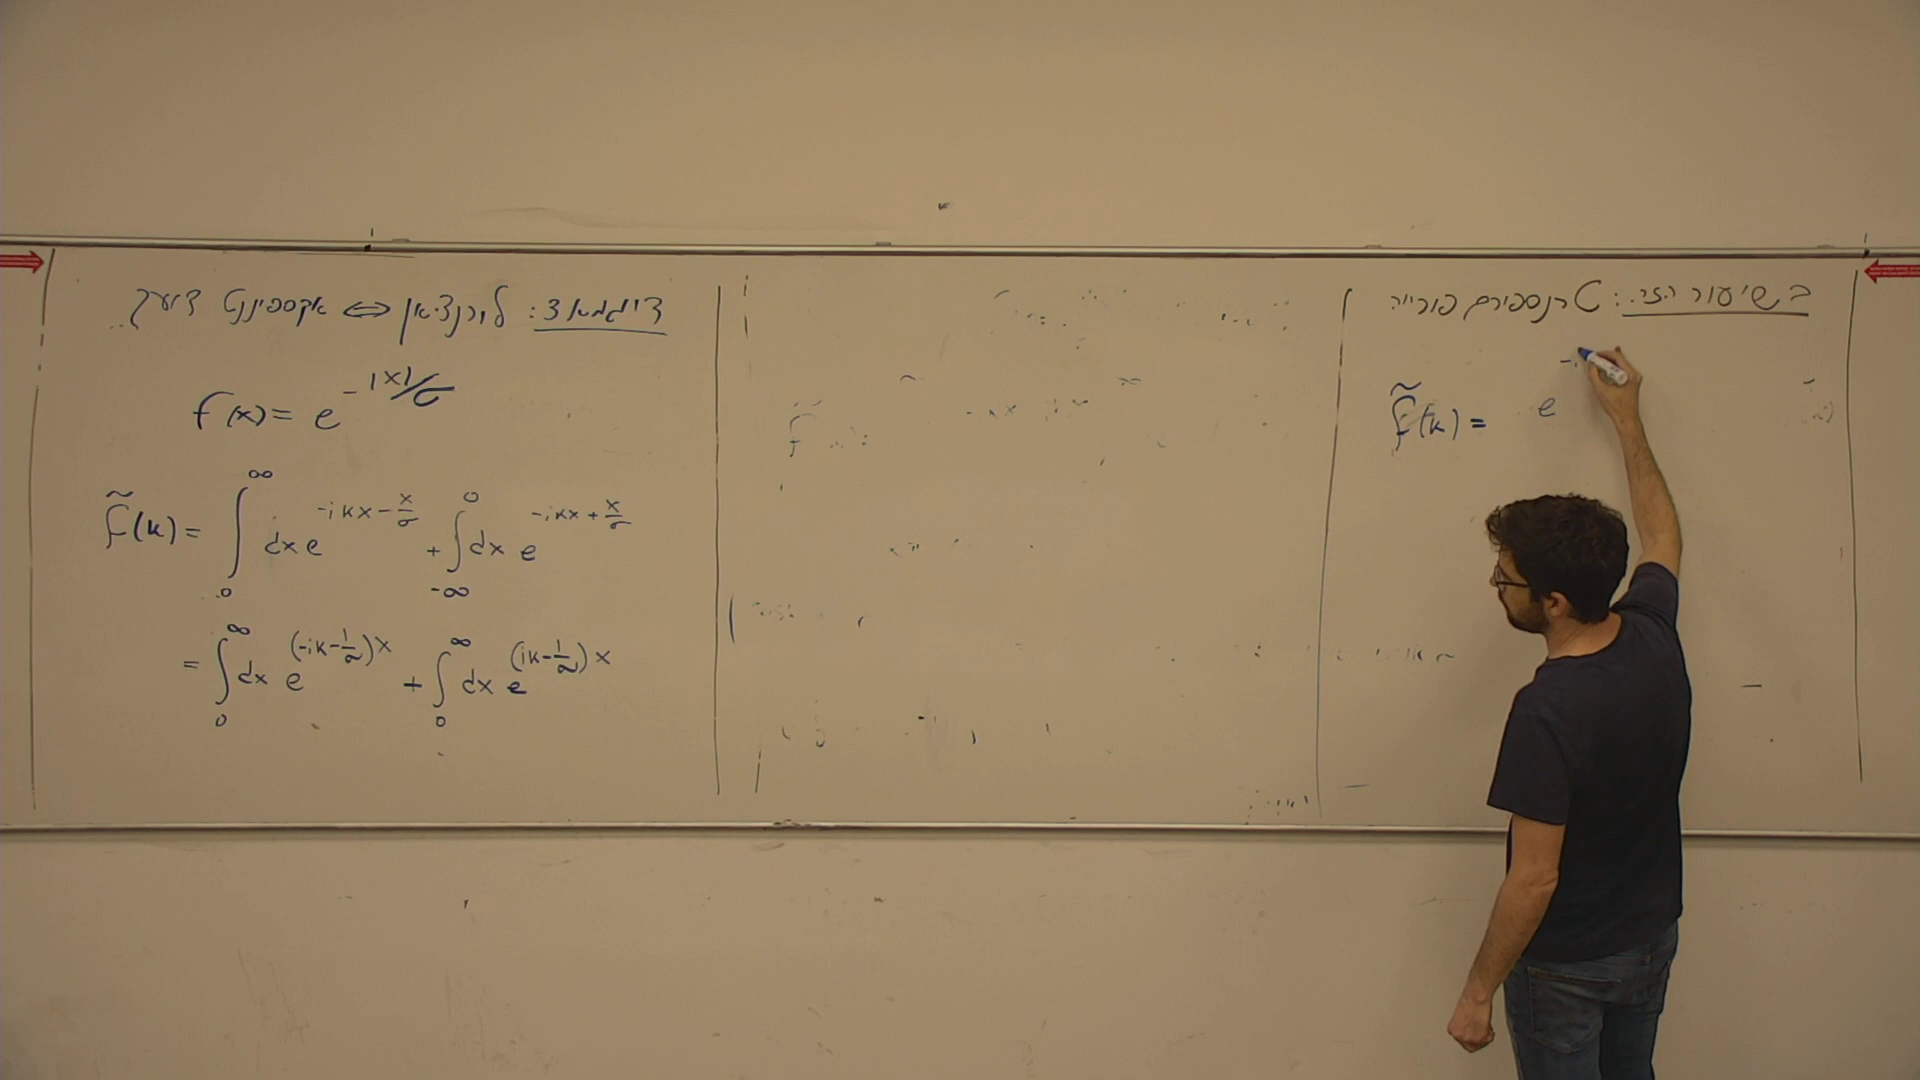 בשיעור הזה: טרנספורם פורייה
f̃(k) = e^-i
דוגמא 3: לורנציאן ⇔ אקספוננט דועך
f(x) = e^{-|x|/σ}
f̃(k) = ∫_0^∞ dx e^{-ikx - x/σ} + ∫_{-∞}^0 dx e^{-ikx + x/σ}
= ∫_0^∞ dx e^{(-ik - 1/σ)x} + ∫_0^∞ dx e^{(ik - 1/σ)x}